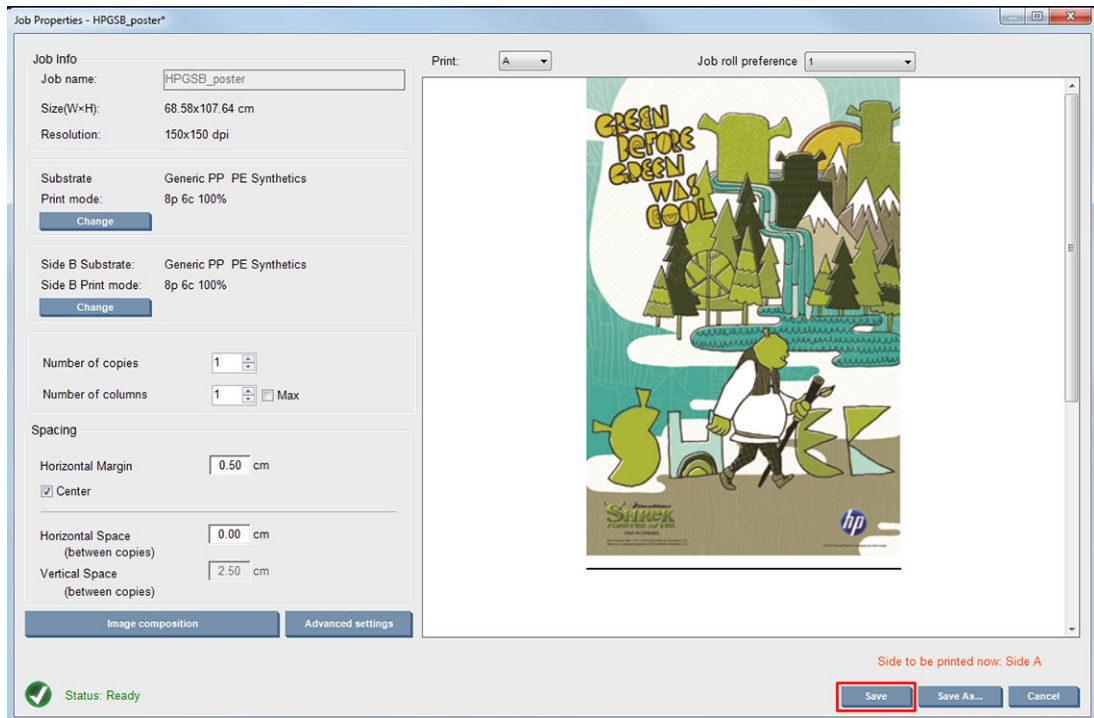 Job Properties - HPGSB_poster*
Job Info
Job name: HPGSB_poster
Size(W×H): 68.58x107.64 cm
Resolution: 150x150 dpi
Substrate Generic PP PE Synthetics
Print mode: 8p 6c 100%
Change
Side B Substrate: Generic PP PE Synthetics
Side B Print mode: 8p 6c 100%
Change
Number of copies 1
Number of columns 1 Max
Spacing
Horizontal Margin 0.50 cm
Center
Horizontal Space 0.00 cm
(between copies)
Vertical Space 2.50 cm
(between copies)
Image composition Advanced settings
Status: Ready
Print: A Job roll preference 1
GREEN
BEFORE
GREEN
WAS
COOL
SHREK
DreamWorks
SHREK
FOREVER AFTER
hp
Side to be printed now: Side A
Save Save As... Cancel